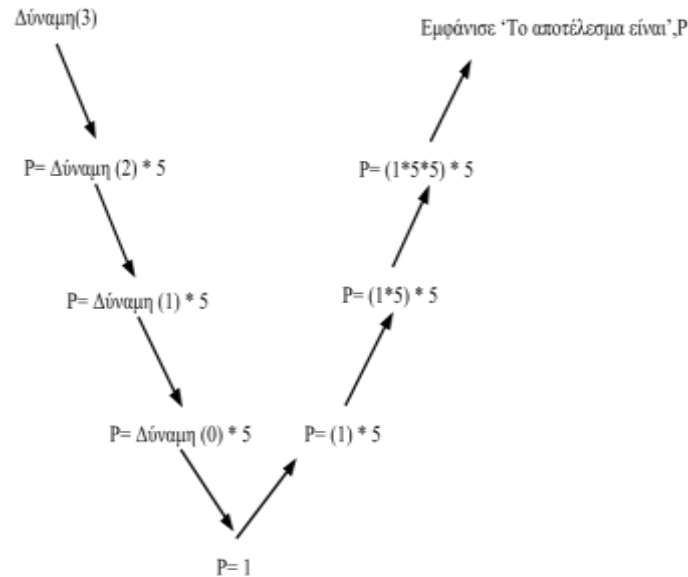 Δύναμη(3)
Εμφάνισε ‘Το αποτέλεσμα είναι’,P
P= Δύναμη (2) * 5
P= (1*5*5) * 5
P= Δύναμη (1) * 5
P= (1*5) * 5
P= Δύναμη (0) * 5
P= (1) * 5
P= 1